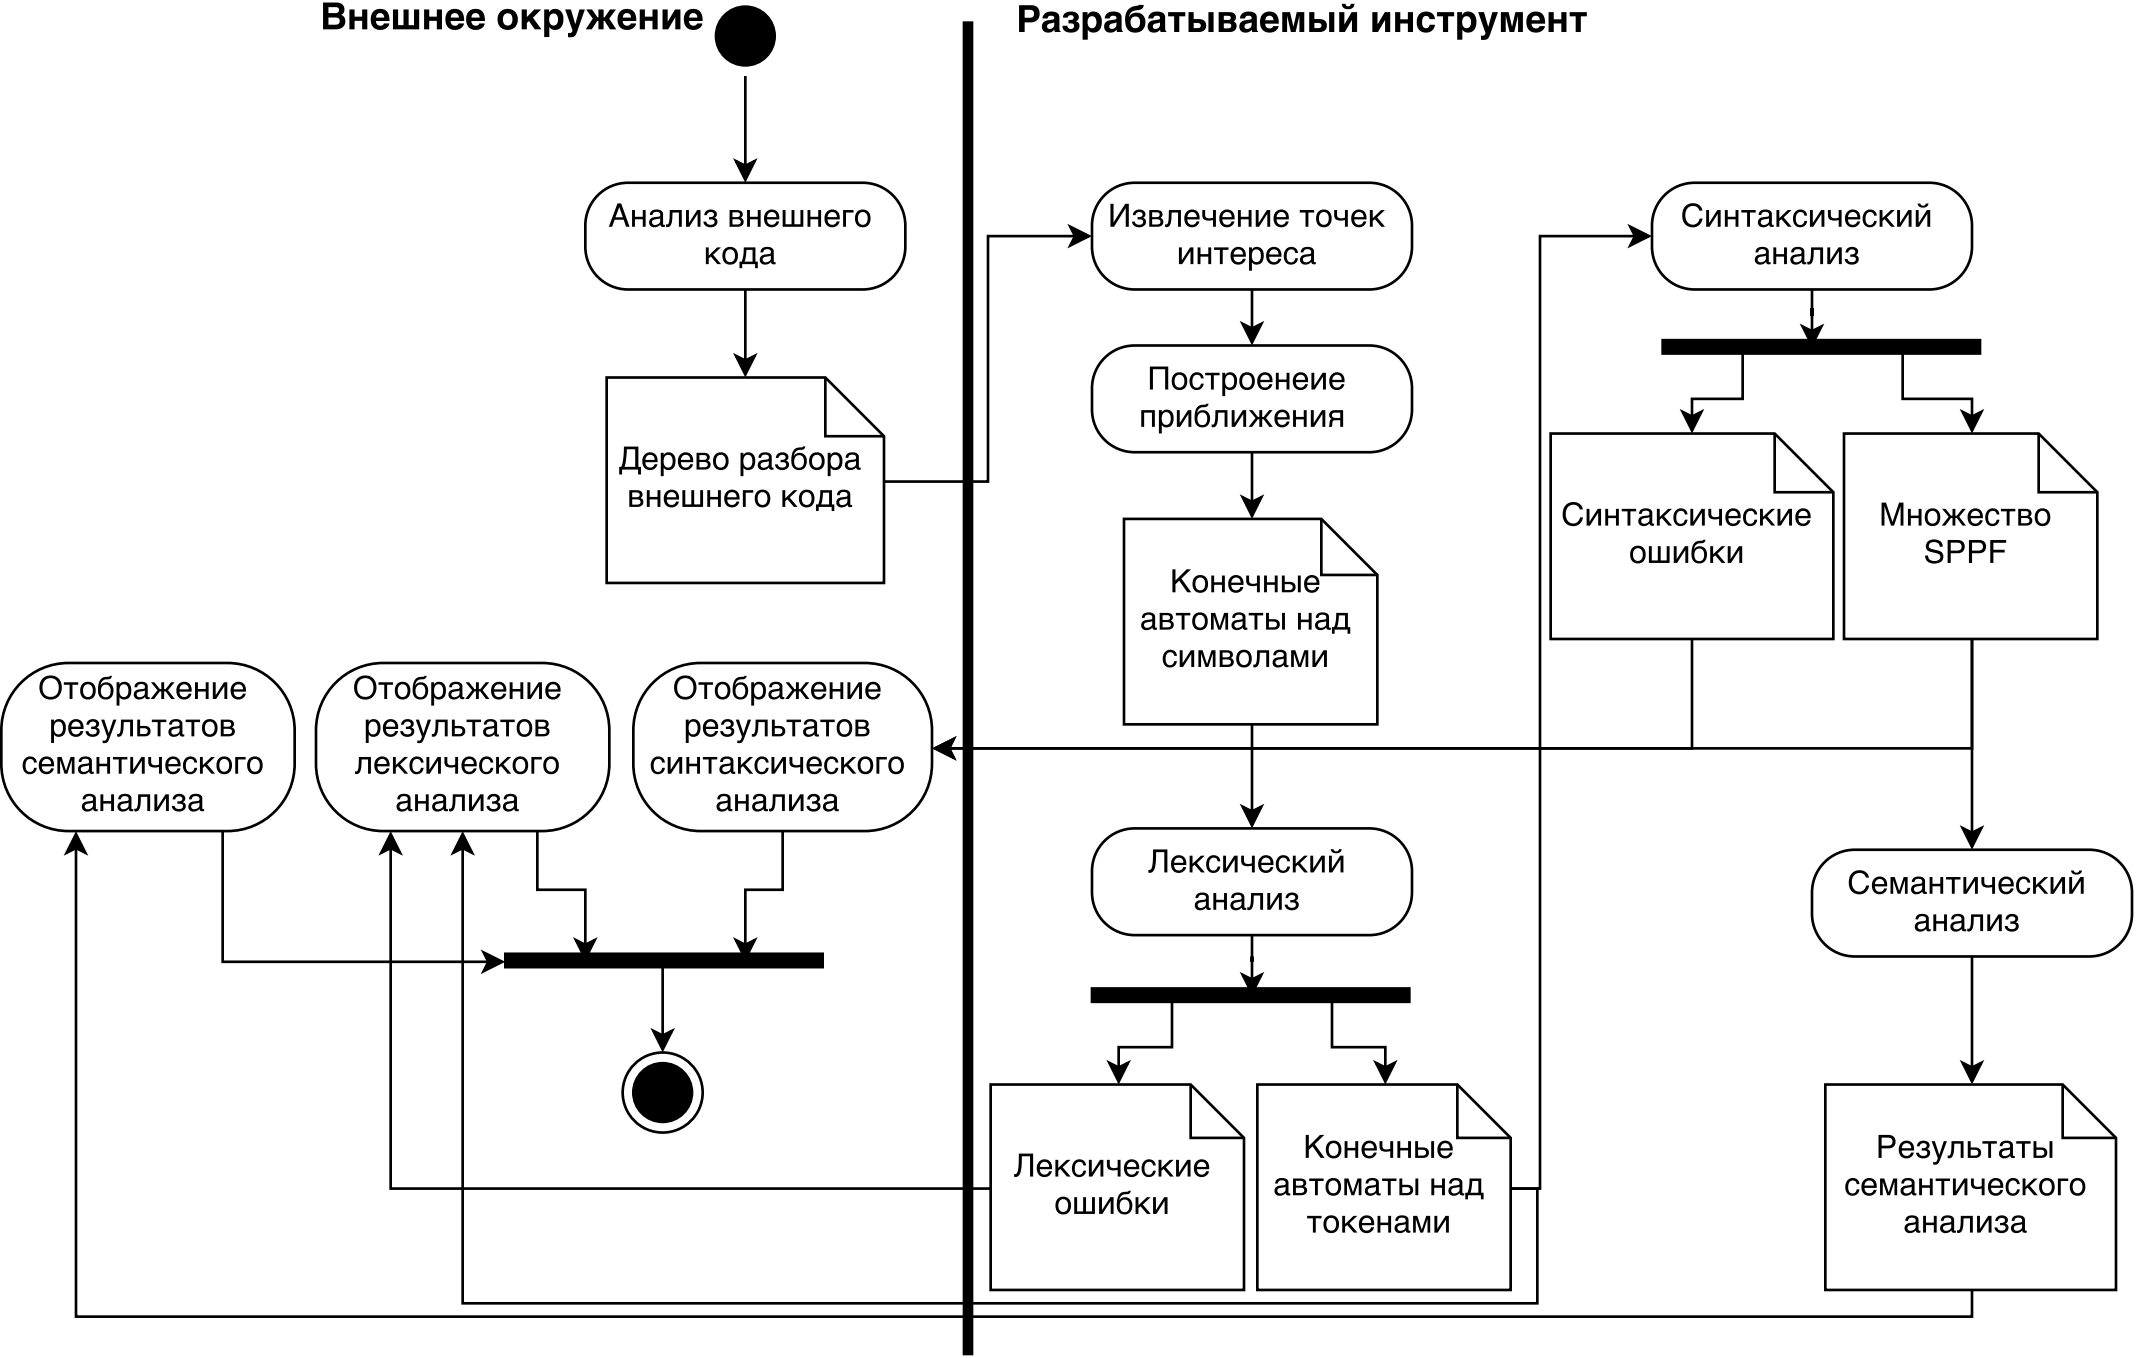 Внешнее окружение
Разрабатываемый инструмент
Анализ внешнего
кода
Извлечение точек
интереса
Синтаксический
анализ
Построенеие
приближения
Дерево разбора
внешнего кода
Синтаксические
ошибки
Множество
SPPF
Конечные
автоматы над
символами
Отображение
результатов
семантического
анализа
Отображение
результатов
лексического
анализа
Отображение
результатов
синтаксического
анализа
Лексический
анализ
Семантический
анализ
Лексические
ошибки
Конечные
автоматы над
токенами
Результаты
семантического
анализа